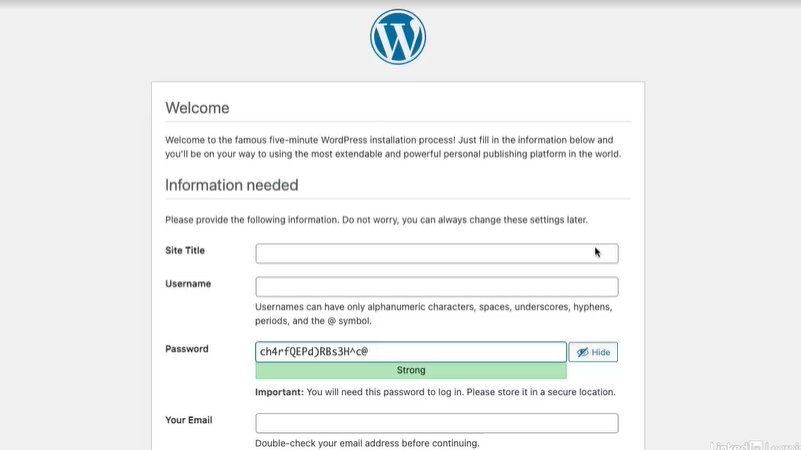 Welcome
Welcome to the famous five-minute WordPress installation process! Just fill in the information below and
you'll be on your way to using the most extendable and powerful personal publishing platform in the world.
Information needed
Please provide the following information. Do not worry, you can always change these settings later.
Site Title
Username
Usernames can have only alphanumeric characters, spaces, underscores, hyphens,
periods, and the @ symbol.
Password
ch4rfQEPd)RBs3H^c@
Hide
Strong
Important: You will need this password to log in. Please store it in a secure location.
Your Email
Double-check your email address before continuing.